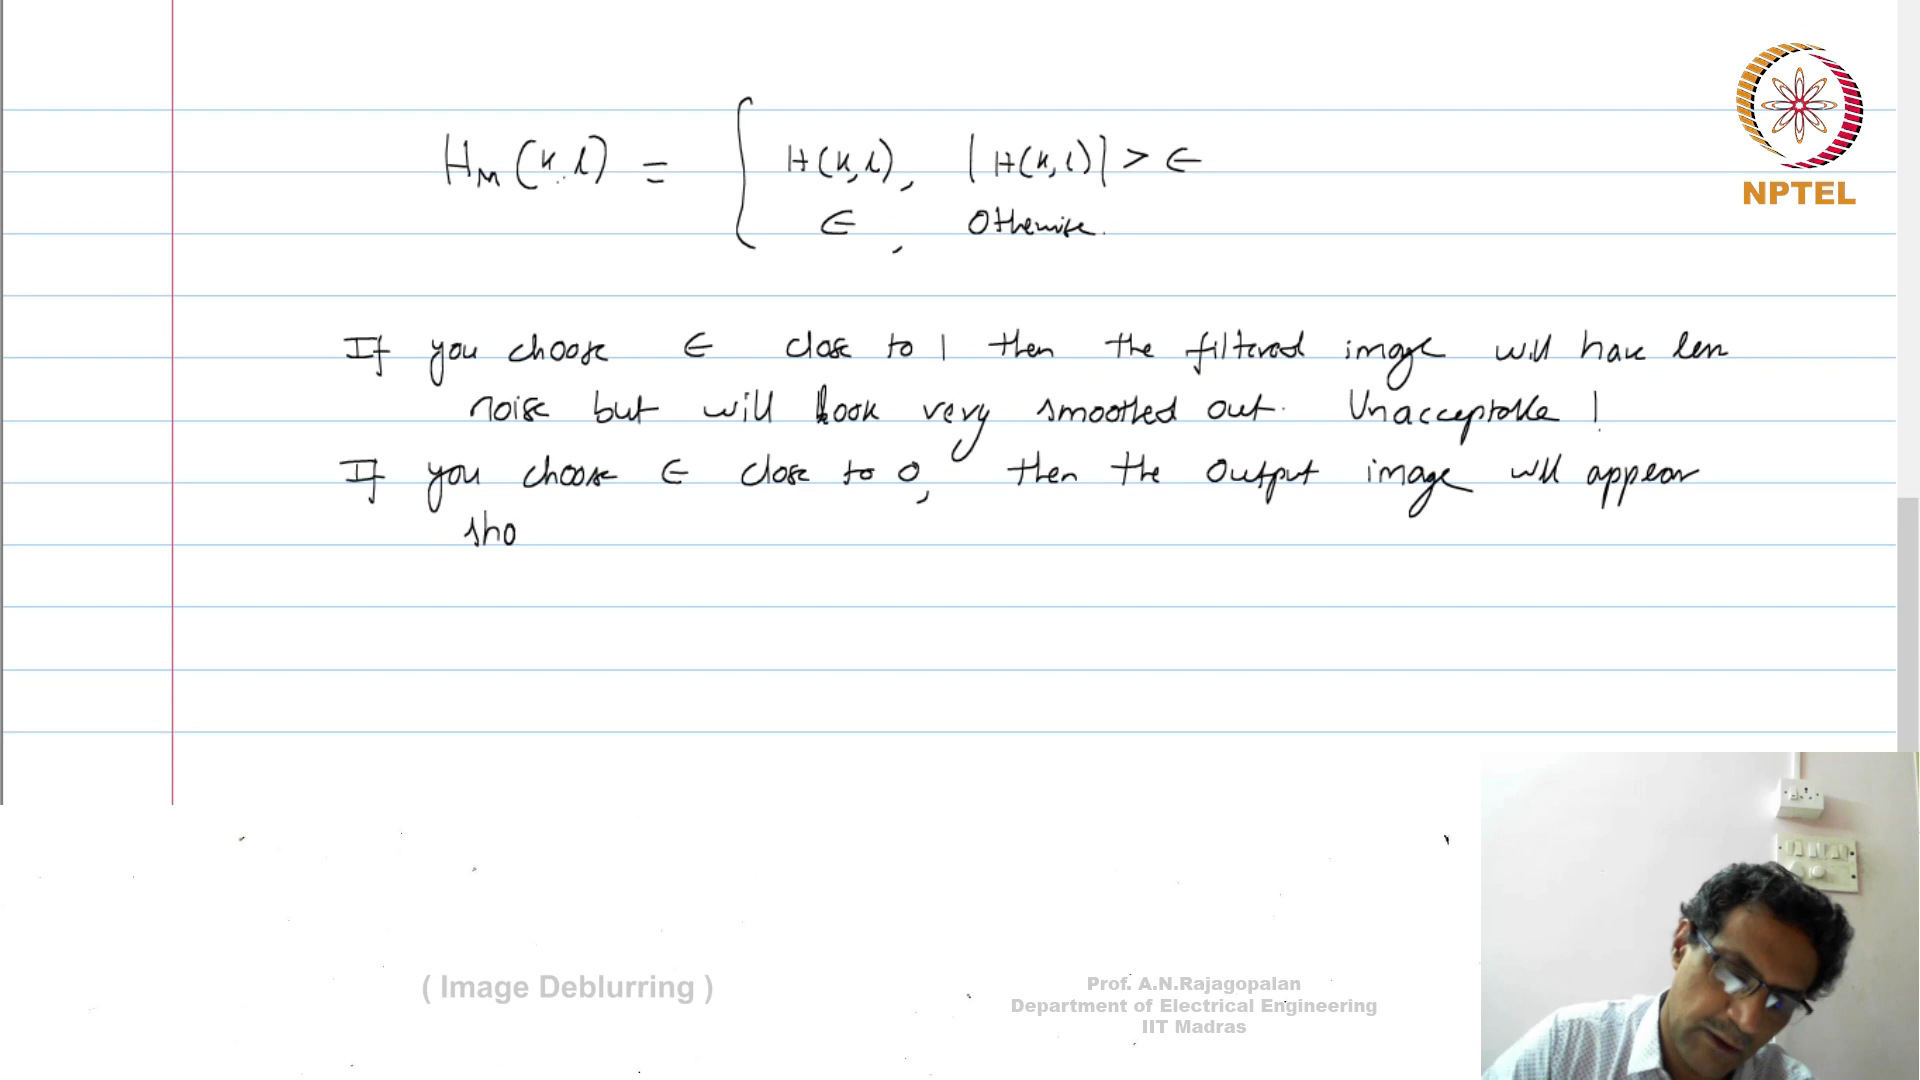 H_M(k,l) = { H(k,l), |H(k,l)| > ∈
∈, Otherwise.
NPTEL
If you choose ∈ close to 1 then the filtered image will have less
noise but will look very smoothed out. Unacceptable !
If you choose ∈ close to 0, then the output image will appear
sha
( Image Deblurring )
Prof. A.N.Rajagopalan
Department of Electrical Engineering
IIT Madras